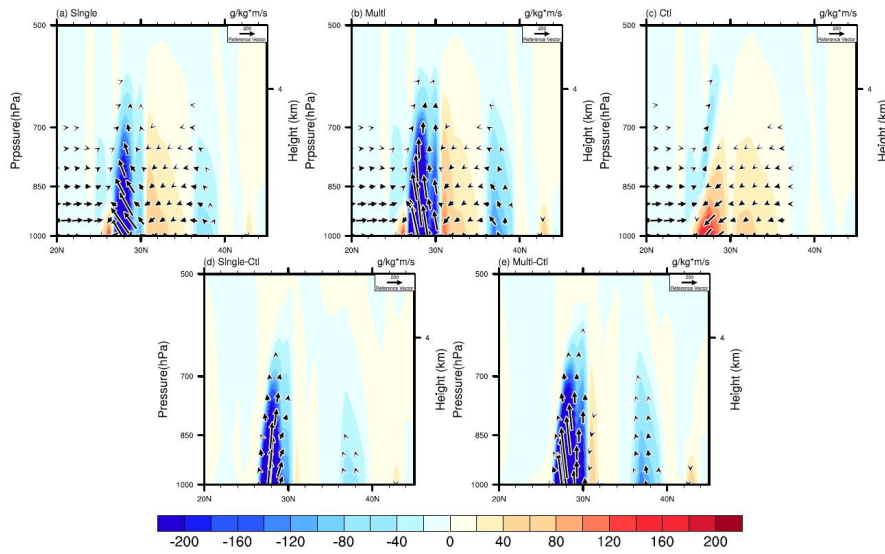 (a) SIngle g/kg*m/s
(b) MultI g/kg*m/s
(c) Ctl g/kg*m/s
200
Reference Vector
200
Reference Vector
200
Reference Vector
500
700
850
1000
Prpssure(hPa)
20N 30N 40N
4
Height (km)
500
700
850
1000
Prpssure(hPa)
20N 30N 40N
4
Height (km)
500
700
850
1000
Prpssure(hPa)
20N 30N 40N
4
Height (km)
(d) SIngle-Ctl g/kg*m/s
(e) MultI-Ctl g/kg*m/s
200
Reference Vector
200
Reference Vector
500
700
850
1000
Pressure(hPa)
20N 30N 40N
4
Height (km)
500
700
850
1000
Pressure(hPa)
20N 30N 40N
4
Height (km)
-200 -160 -120 -80 -40 0 40 80 120 160 200